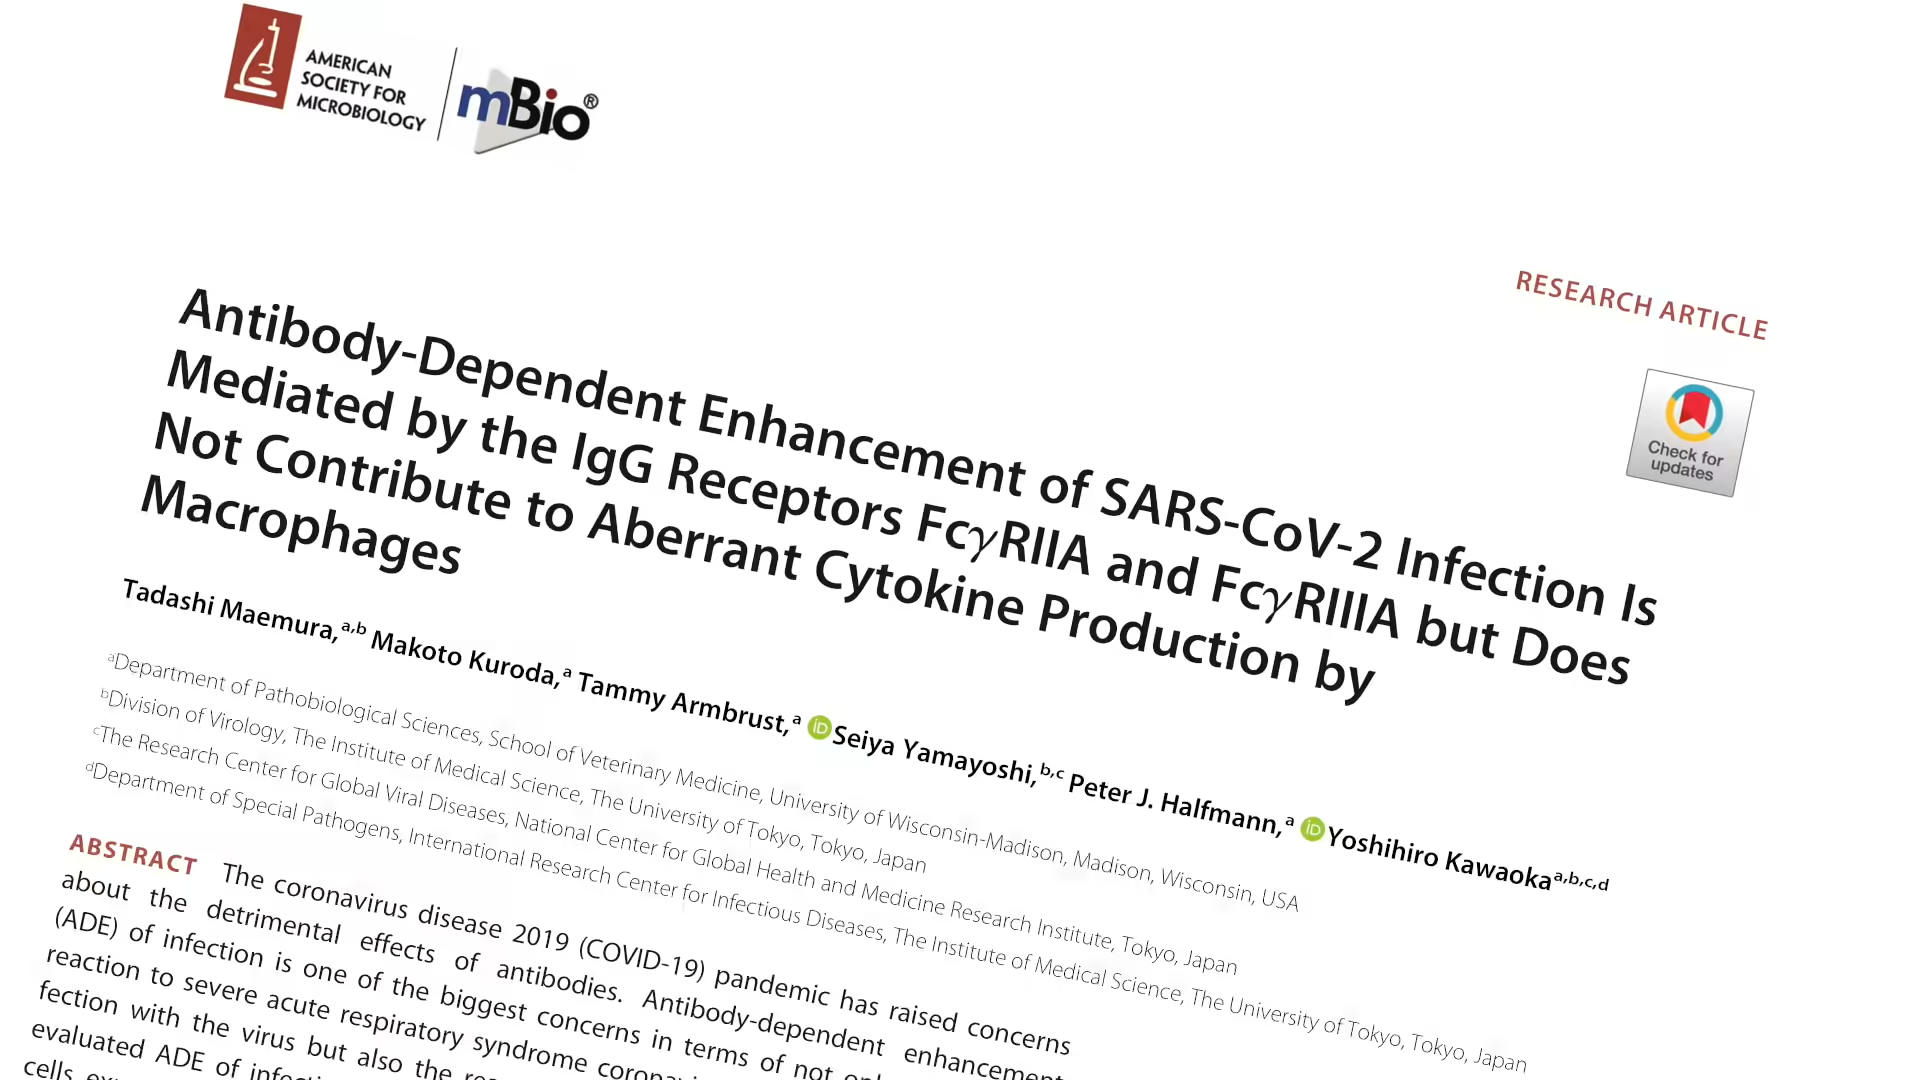 AMERICAN
SOCIETY FOR
MICROBIOLOGY
mBio®
RESEARCH ARTICLE
Check for
updates
Antibody-Dependent Enhancement of SARS-CoV-2 Infection Is
Mediated by the IgG Receptors FcγRIIA and FcγRIIIA but Does
Not Contribute to Aberrant Cytokine Production by
Macrophages
Tadashi Maemura,a,b Makoto Kuroda,a Tammy Armbrust,a iD Seiya Yamayoshi,b,c Peter J. Halfmann,a iD Yoshihiro Kawaokaa,b,c,d
aDepartment of Pathobiological Sciences, School of Veterinary Medicine, University of Wisconsin-Madison, Madison, Wisconsin, USA
bDivision of Virology, The Institute of Medical Science, The University of Tokyo, Tokyo, Japan
cThe Research Center for Global Viral Diseases, National Center for Global Health and Medicine Research Institute, Tokyo, Japan
dDepartment of Special Pathogens, International Research Center for Infectious Diseases, The Institute of Medical Science, The University of Tokyo, Tokyo, Japan
ABSTRACT The coronavirus disease 2019 (COVID-19) pandemic has raised concerns
about the detrimental effects of antibodies. Antibody-dependent enhancement
(ADE) of infection is one of the biggest concerns in terms of not
reaction to severe acute respiratory syndrome
fection with the virus but also the
evaluated ADE of
cells